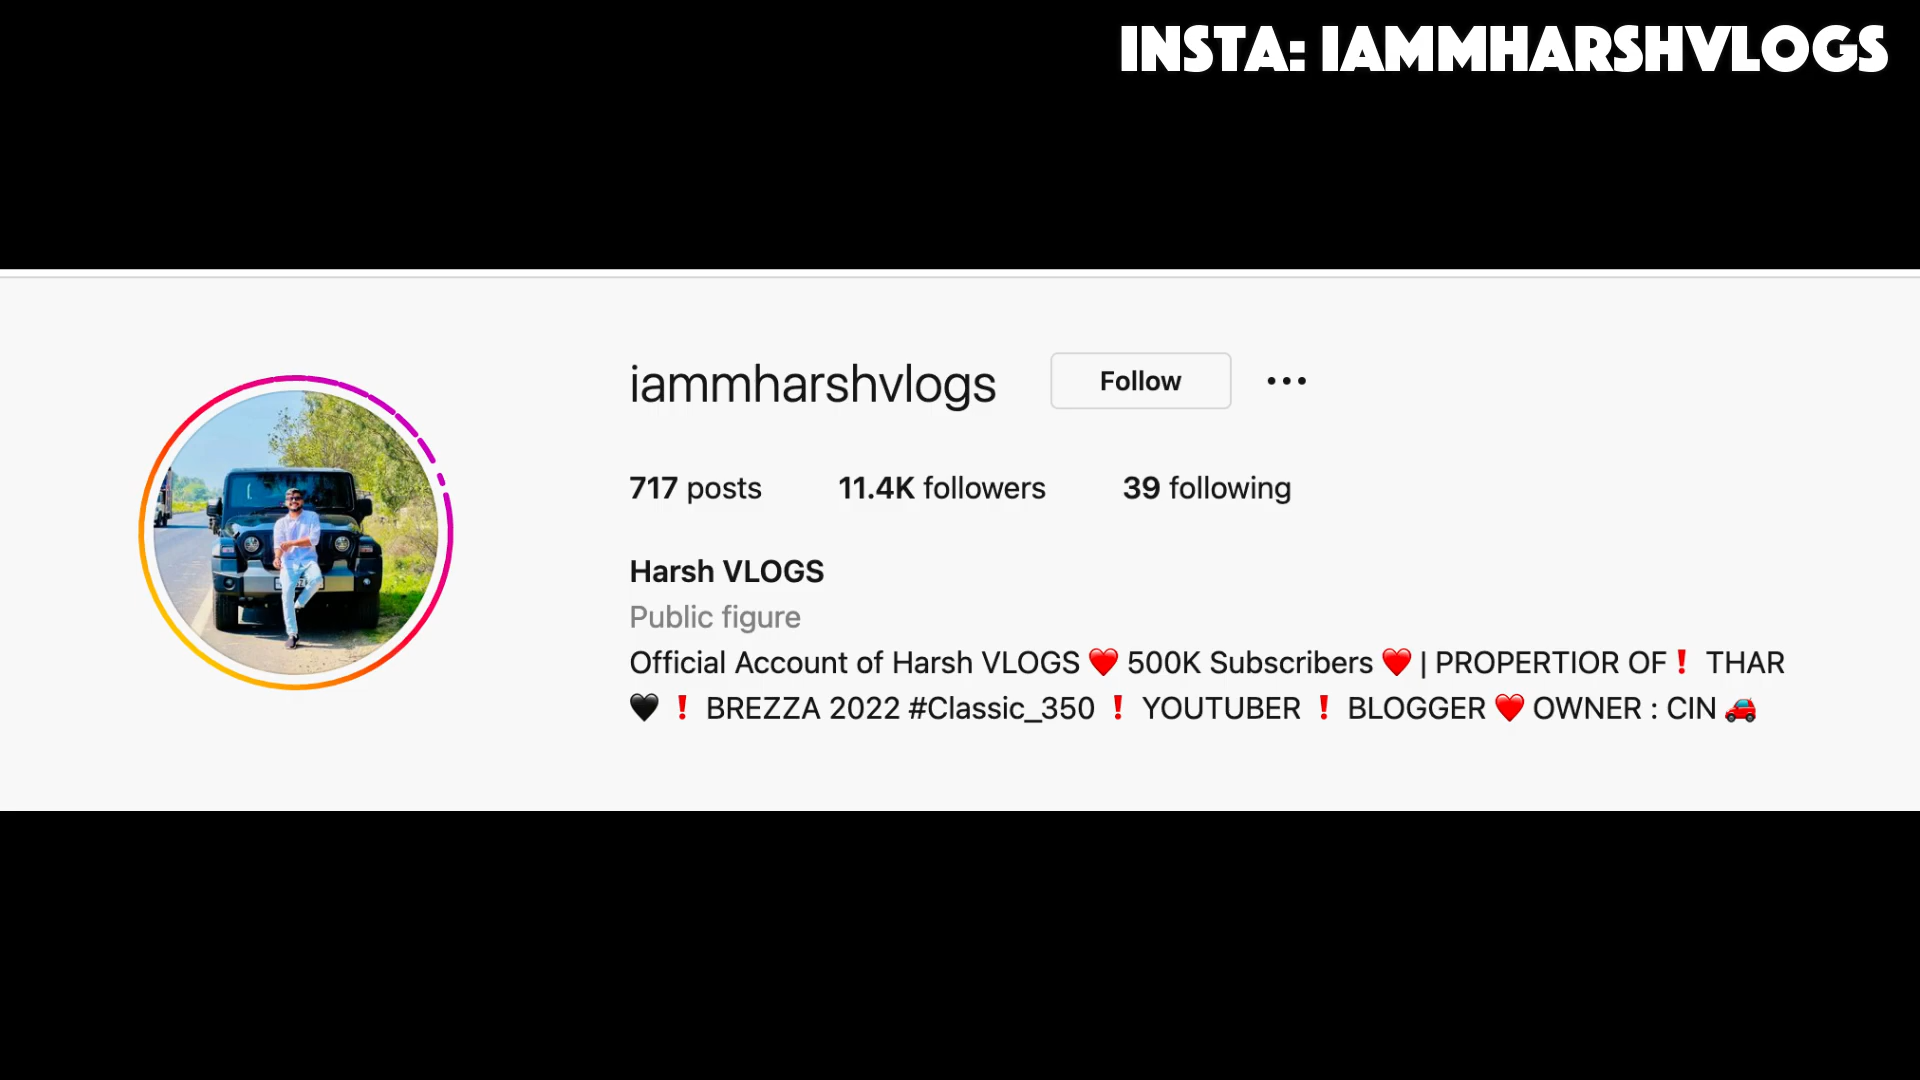 INSTA: IAMMHARSHVLOGS
iammharshvlogs Follow •••
717 posts 11.4K followers 39 following
Harsh VLOGS
Public figure
Official Account of Harsh VLOGS ❤️ 500K Subscribers ❤️ | PROPERTIOR OF❗ THAR
🖤 ❗ BREZZA 2022 #Classic_350 ❗ YOUTUBER ❗ BLOGGER ❤️ OWNER : CIN 🚗